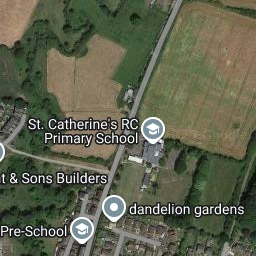 St. Catherine's RC
Primary School
t & Sons Builders
dandelion gardens
Pre-School